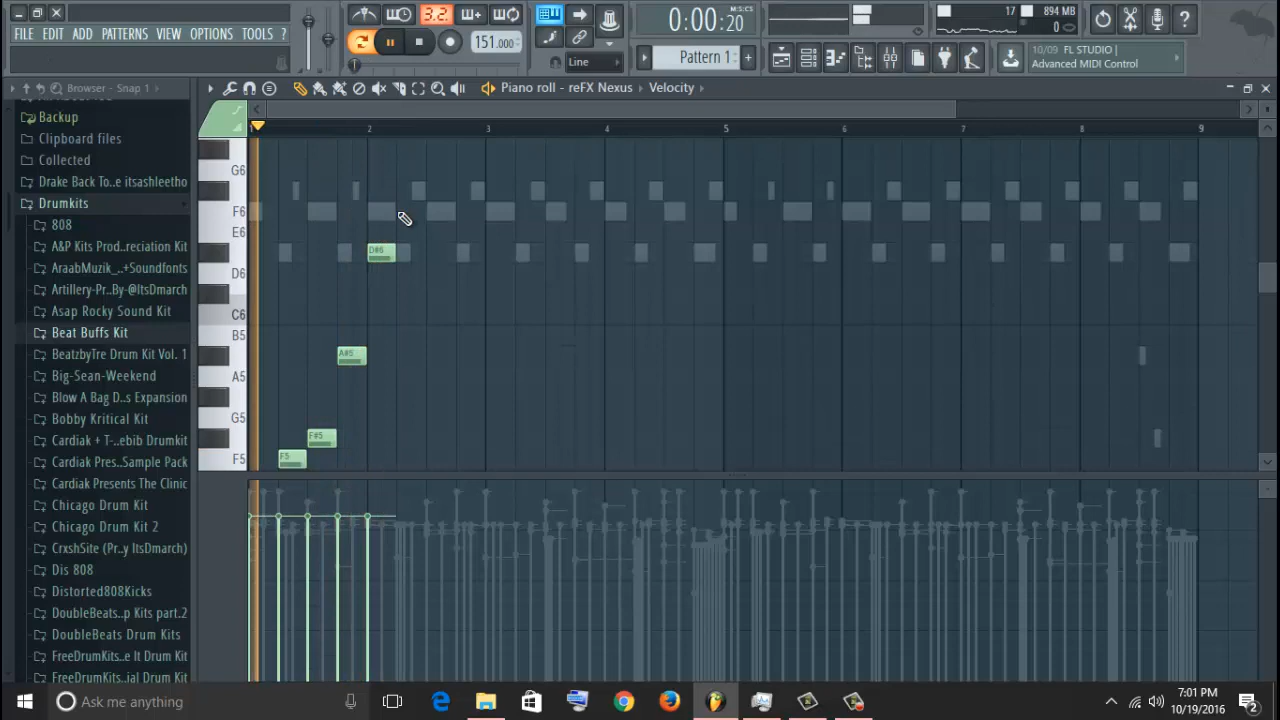 3.2
0:00:20
M:S:CS
17
894 MB
0
FILE EDIT ADD PATTERNS VIEW OPTIONS TOOLS ?
151.000
Line
Pattern 1
10/09 FL STUDIO |
Advanced MIDI Control
Browser - Snap 1
Piano roll - reFX Nexus
Velocity
1 2 3 4 5 6 7 8 9
Backup
Clipboard files
Collected
Drake Back To..e itsashleetho
Drumkits
808
A&P Kits Prod..reciation Kit
AraabMuzik_..+Soundfonts
Artillery-Pr..By-@ItsDmarch
Asap Rocky Sound Kit
Beat Buffs Kit
BeatzbyTre Drum Kit Vol. 1
Big-Sean-Weekend
Blow A Bag D..s Expansion
Bobby Kritical Kit
Cardiak + T-..ebib Drumkit
Cardiak Pres..Sample Pack
Cardiak Presents The Clinic
Chicago Drum Kit
Chicago Drum Kit 2
CrxshSite (Pr..y ItsDmarch)
Dis 808
Distorted808Kicks
DoubleBeats..p Kits part.2
DoubleBeats Drum Kits
FreeDrumKits..e It Drum Kit
FreeDrumKits..ial Drum Kit
G6
F6
E6
D6
C6
B5
A5
G5
F5
D#6
A#5
F#5
F5
Ask me anything
7:01 PM
10/19/2016
2